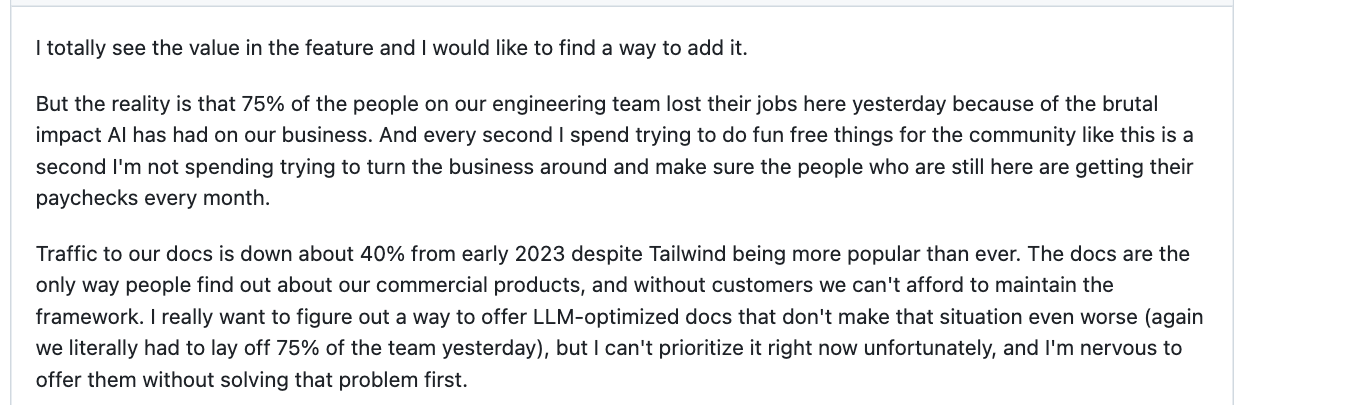 I totally see the value in the feature and I would like to find a way to add it.
But the reality is that 75% of the people on our engineering team lost their jobs here yesterday because of the brutal
impact AI has had on our business. And every second I spend trying to do fun free things for the community like this is a
second I'm not spending trying to turn the business around and make sure the people who are still here are getting their
paychecks every month.
Traffic to our docs is down about 40% from early 2023 despite Tailwind being more popular than ever. The docs are the
only way people find out about our commercial products, and without customers we can't afford to maintain the
framework. I really want to figure out a way to offer LLM-optimized docs that don't make that situation even worse (again
we literally had to lay off 75% of the team yesterday), but I can't prioritize it right now unfortunately, and I'm nervous to
offer them without solving that problem first.